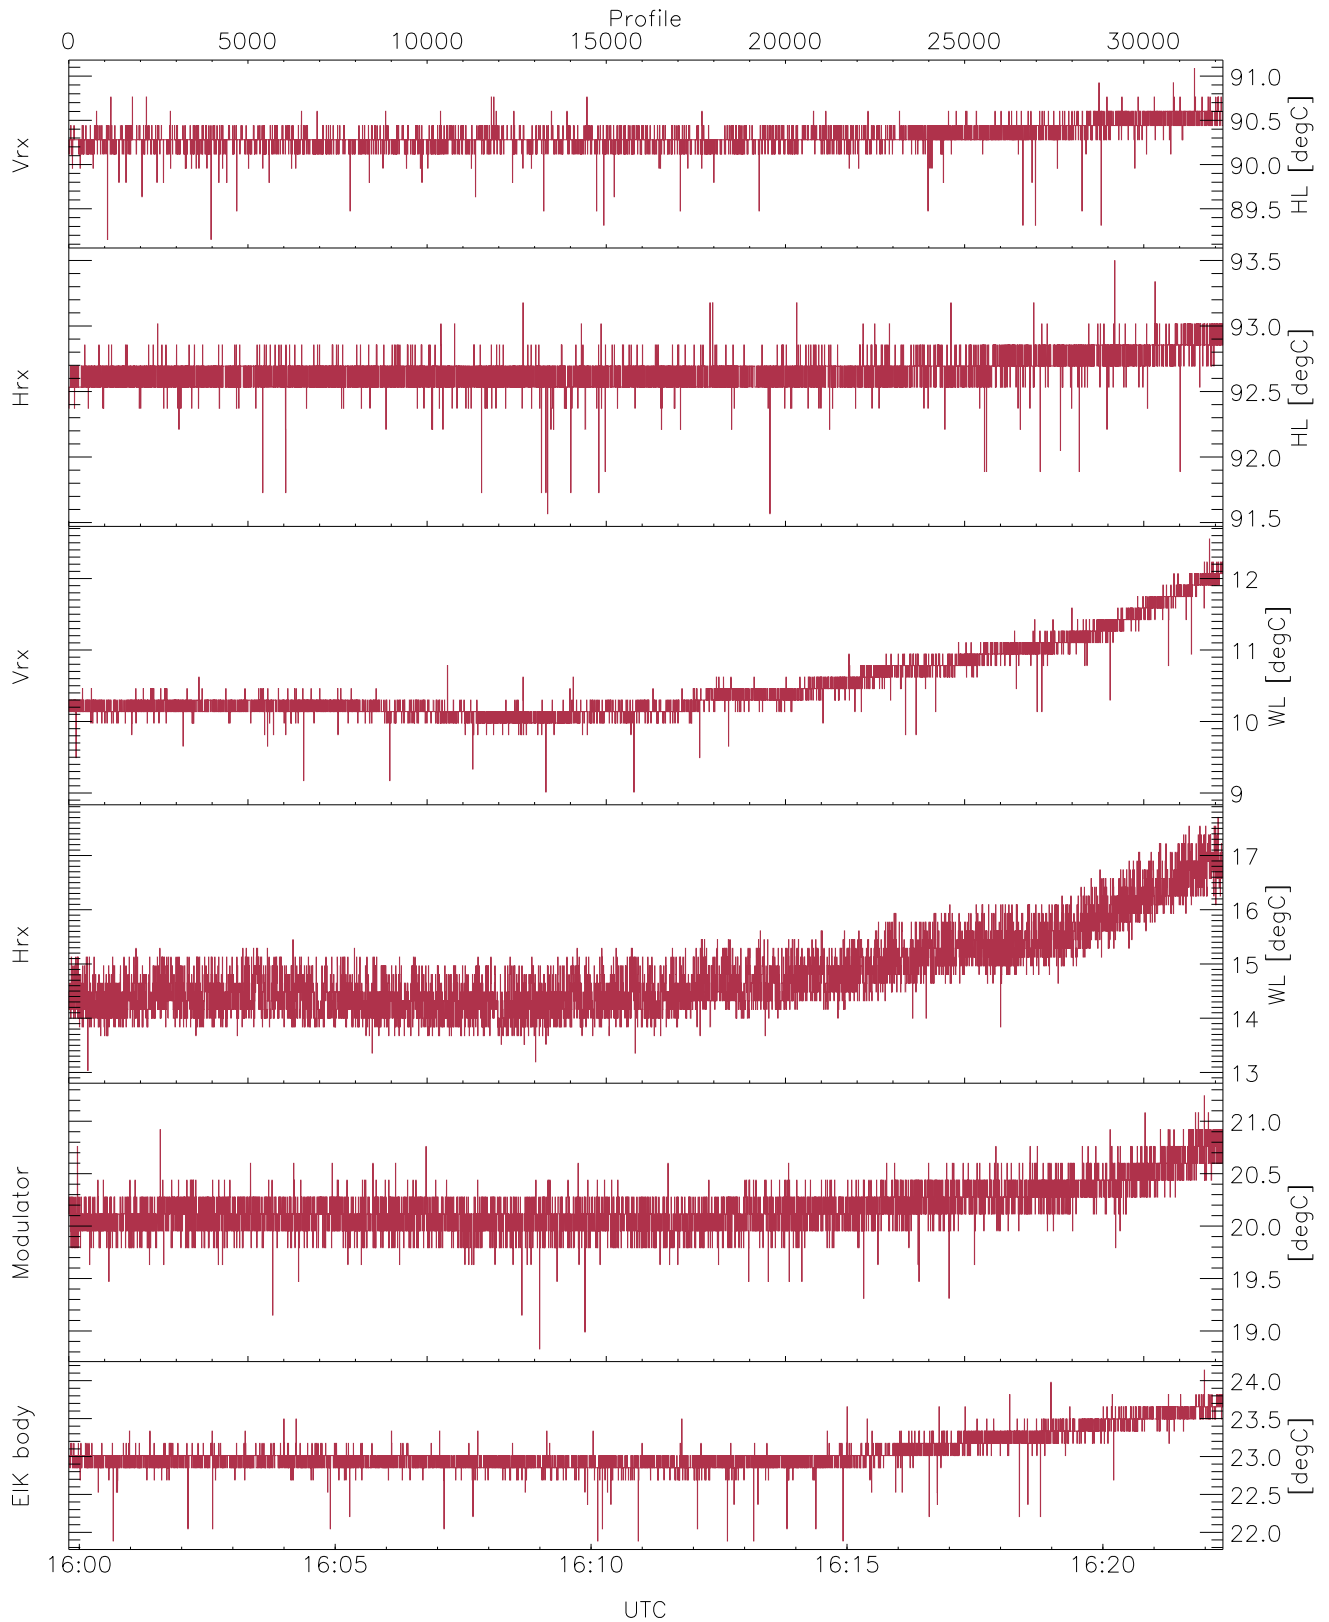 Profile
0 5000 10000 15000 20000 25000 30000
Vrx
91.0
90.5
90.0
89.5
HL [degC]
Hrx
93.5
93.0
92.5
92.0
91.5
HL [degC]
Vrx
12
11
10
9
WL [degC]
Hrx
17
16
15
14
13
WL [degC]
Modulator
21.0
20.5
20.0
19.5
19.0
[degC]
EIK body
24.0
23.5
23.0
22.5
22.0
[degC]
16:00 16:05 16:10 16:15 16:20
UTC